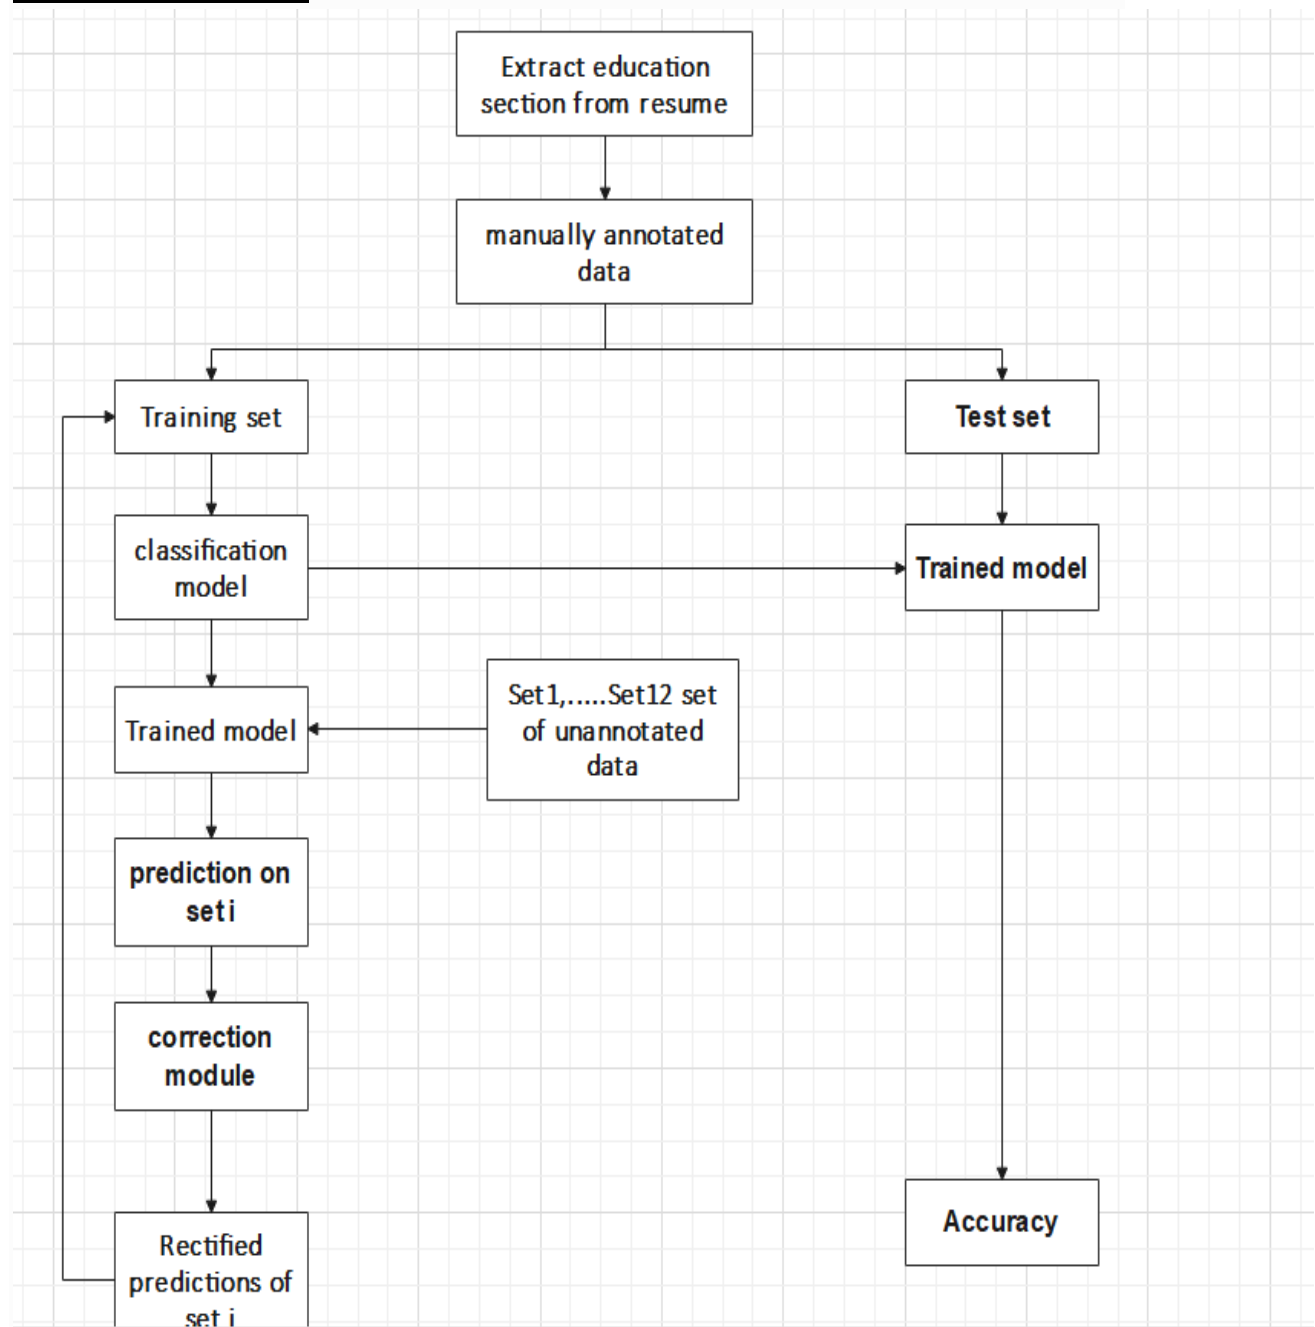 Extract education
section from resume
manually annotated
data
Training set
Test set
classification
model
Trained model
Set1,.....Set12 set
of unannotated
data
Trained model
prediction on
set i
correction
module
Accuracy
Rectified
predictions of
set i